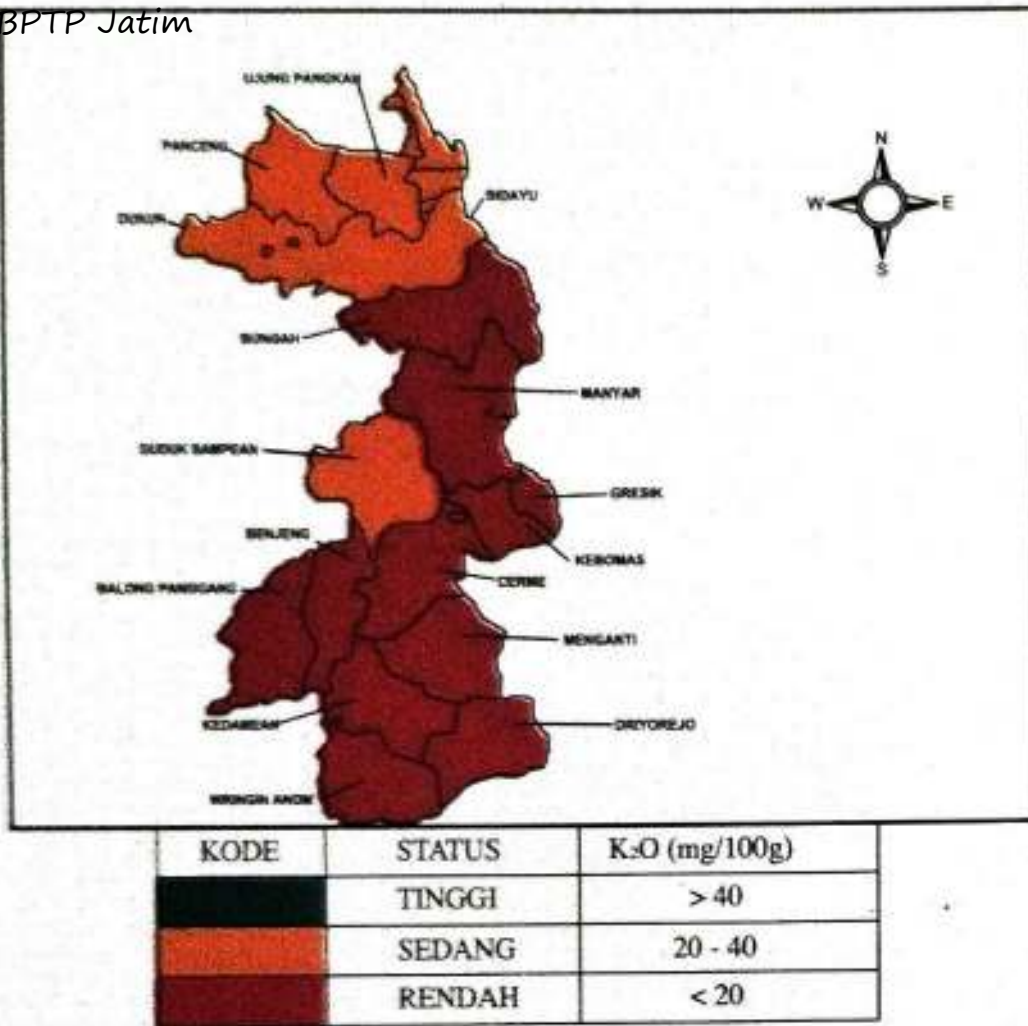 BPTP Jatim
UJUNG PANGKAH
PANCENG
SIDAYU
DUKUN
BUNGAH
MANYAR
DUDUK SAMPEAN
GRESIK
BENJENG
KEBOMAS
CERME
BALONG PANGGANG
MENGANTI
KEDAMEAN
DRIYOREJO
WRINGIN ANOM
N
W E
S
KODE STATUS K₂O (mg/100g)
TINGGI > 40
SEDANG 20 - 40
RENDAH < 20